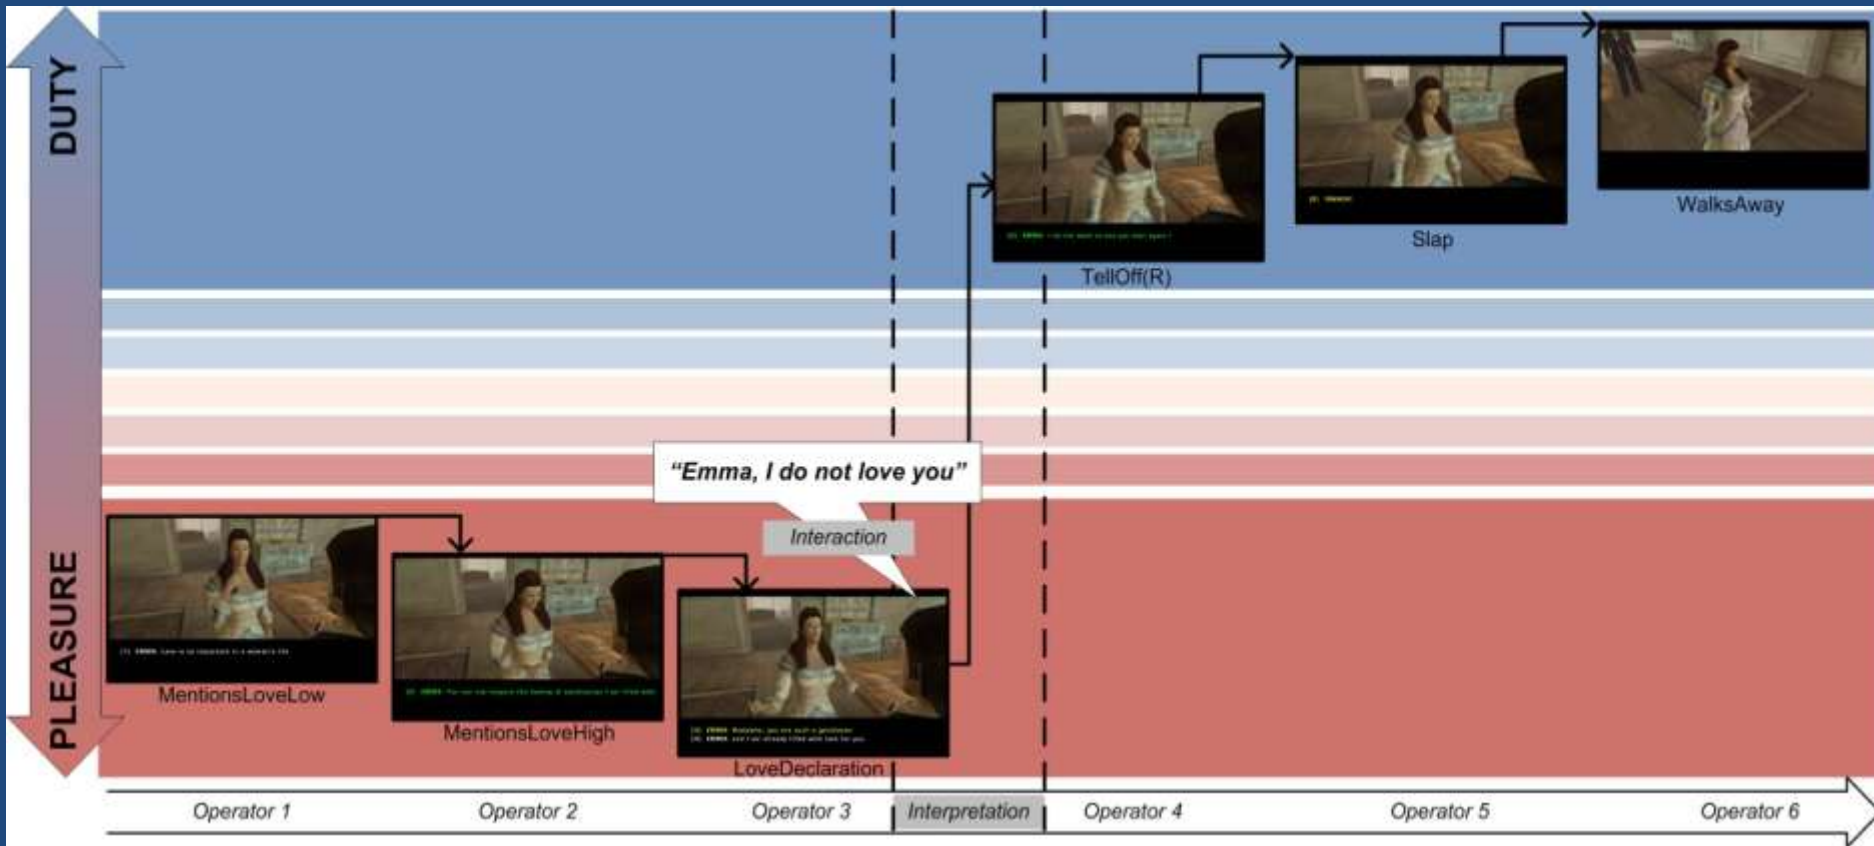 DUTY
PLEASURE
TellOff(R)
Slap
WalksAway
"Emma, I do not love you"
Interaction
MentionsLoveLow
MentionsLoveHigh
LoveDeclaration
Operator 1
Operator 2
Operator 3
Interpretation
Operator 4
Operator 5
Operator 6